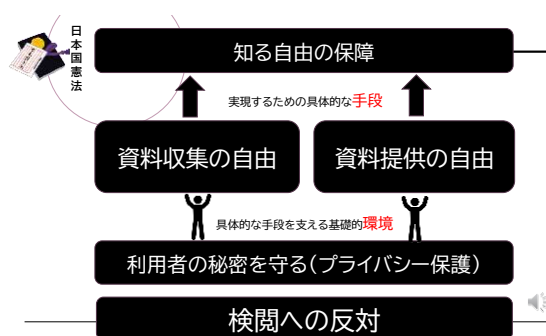 日本国憲法
知る自由の保障
実現するための具体的な手段
資料収集の自由
資料提供の自由
具体的な手段を支える基礎的環境
利用者の秘密を守る(プライバシー保護)
検閲への反対